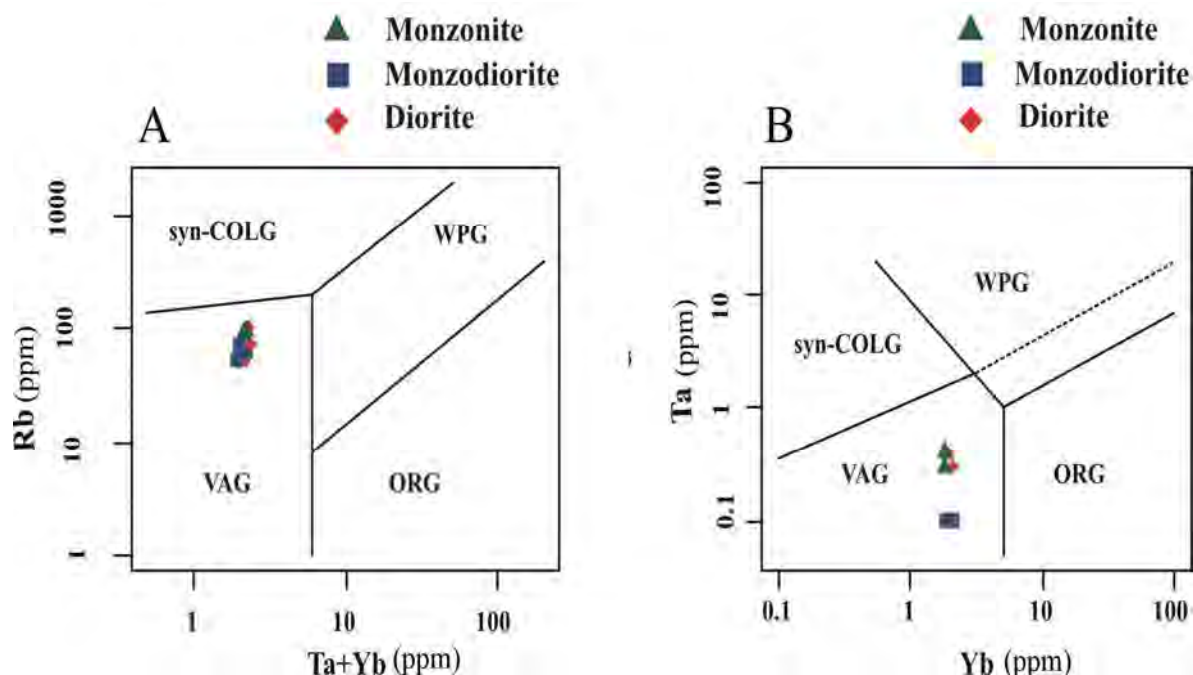 Monzonite
Monzodiorite
Diorite
A
1000
100
10
1
Rb (ppm)
syn-COLG
WPG
VAG
ORG
1
10
100
Ta+Yb (ppm)
Monzonite
Monzodiorite
Diorite
B
100
10
1
0.1
Ta (ppm)
WPG
syn-COLG
VAG
ORG
0.1
1
10
100
Yb (ppm)